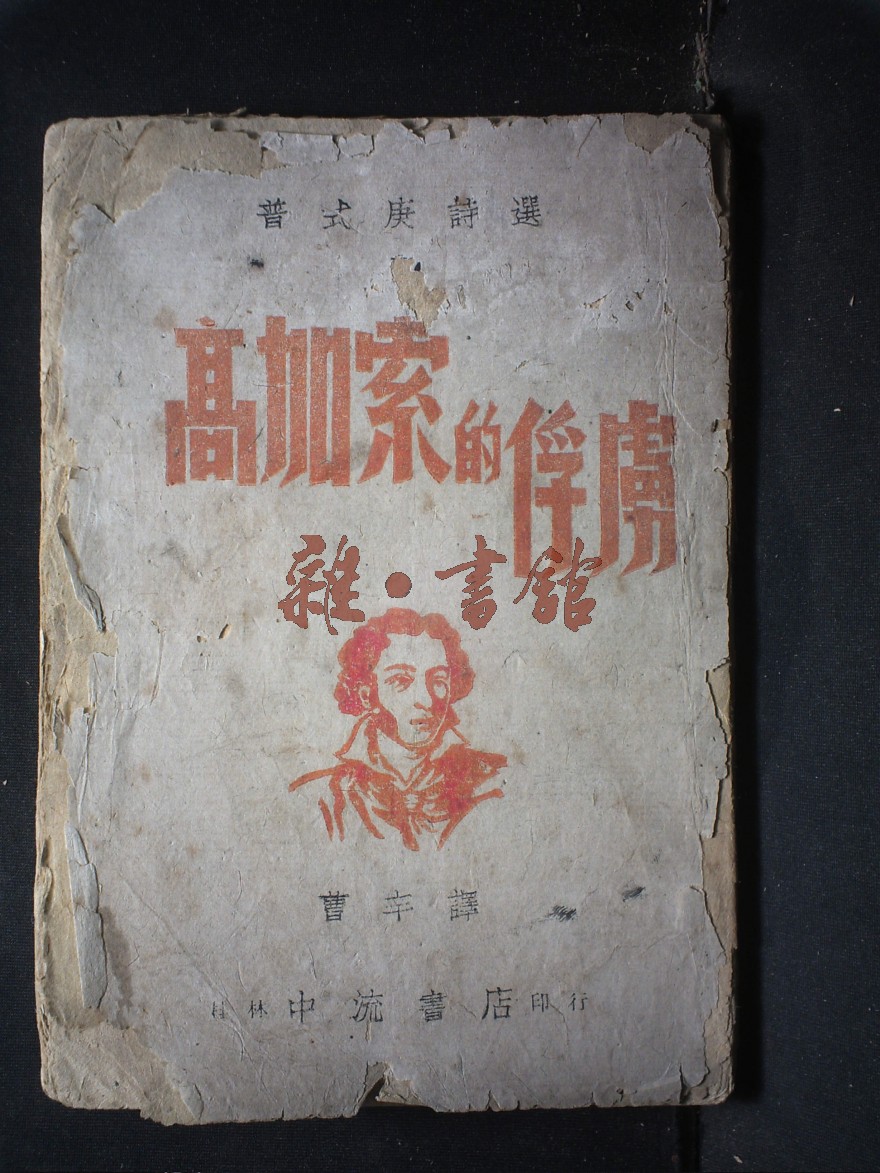 普式庚詩選
高加索的俘虜
雜·書館
曹辛譯
桂林中流書店印行